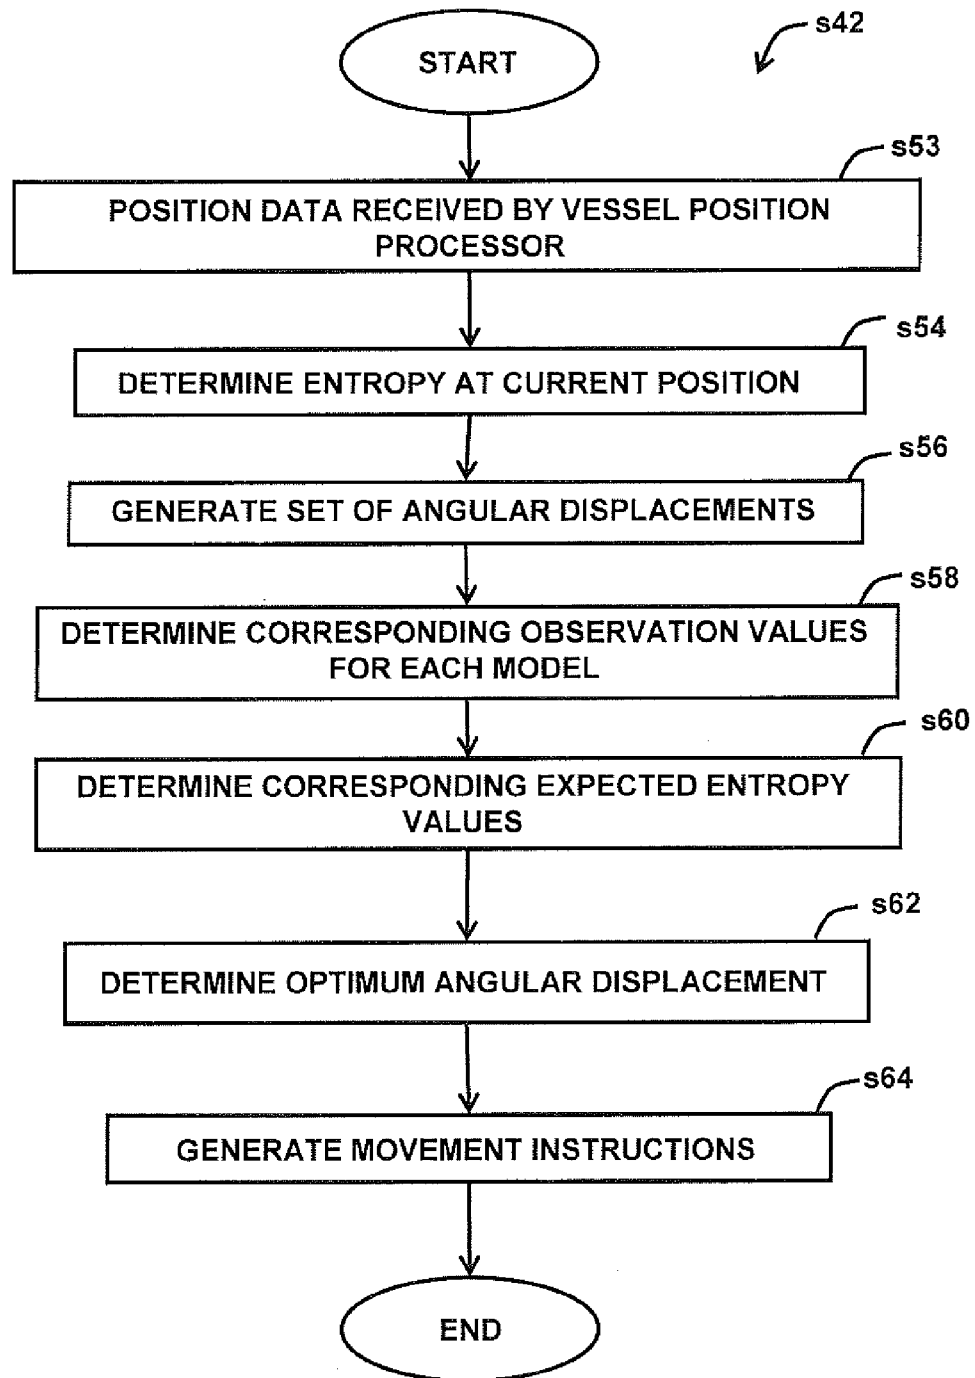 START
s42
s53
POSITION DATA RECEIVED BY VESSEL POSITION
PROCESSOR
s54
DETERMINE ENTROPY AT CURRENT POSITION
s56
GENERATE SET OF ANGULAR DISPLACEMENTS
s58
DETERMINE CORRESPONDING OBSERVATION VALUES
FOR EACH MODEL
s60
DETERMINE CORRESPONDING EXPECTED ENTROPY
VALUES
s62
DETERMINE OPTIMUM ANGULAR DISPLACEMENT
s64
GENERATE MOVEMENT INSTRUCTIONS
END